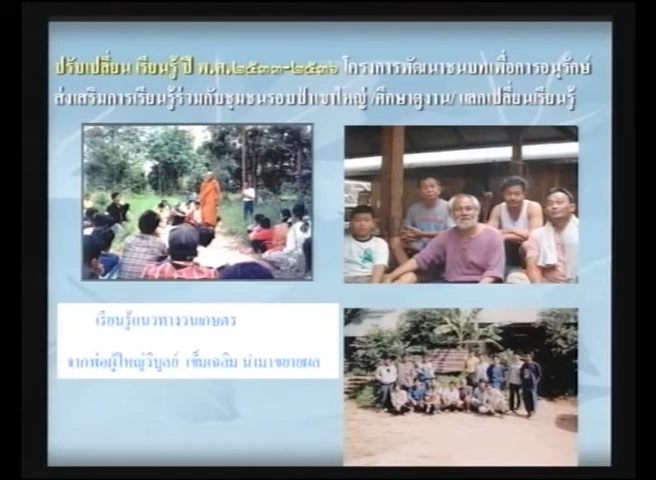 ปรับเปลี่ยน เรียนรู้ ปี พ.ศ.๒๕๓๓-๒๕๓๖ โครงการพัฒนาชนบทเพื่อการอนุรักษ์
ส่งเสริมการเรียนรู้ร่วมกับชุมชนรอบป่าเขาใหญ่ /ศึกษาดูงาน/ แลกเปลี่ยนเรียนรู้
เรียนรู้แนวทางวนเกษตร
จากพ่อผู้ใหญ่วิบูลย์ เข็มเฉลิม นำมาขยายผล